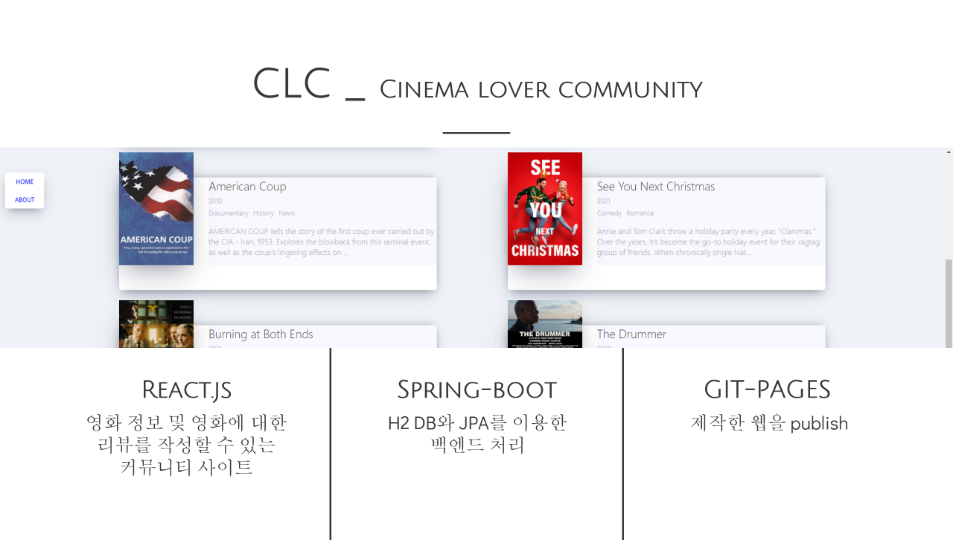 CLC _ Cinema lover community
HOME
ABOUT
AMERICAN COUP
American Coup
2010
Documentary History News
AMERICAN COUP tells the story of the first coup ever carried out by
the CIA - Iran, 1953. Explores the blowback from this seminal event,
as well as the coup's lingering effects on ...
SEE
YOU
NEXT
CHRISTMAS
See You Next Christmas
2021
Comedy Romance
Annie and Tom Clark throw a holiday party every year, "Clarkmas."
Over the years, it's become the go-to holiday event for their ragtag
group of friends. When chronically single Nat...
Burning at Both Ends
THE DRUMMER
The Drummer
React.js
영화 정보 및 영화에 대한
리뷰를 작성할 수 있는
커뮤니티 사이트
Spring-boot
H2 DB와 JPA를 이용한
백엔드 처리
GIT-PAGES
제작한 웹을 publish